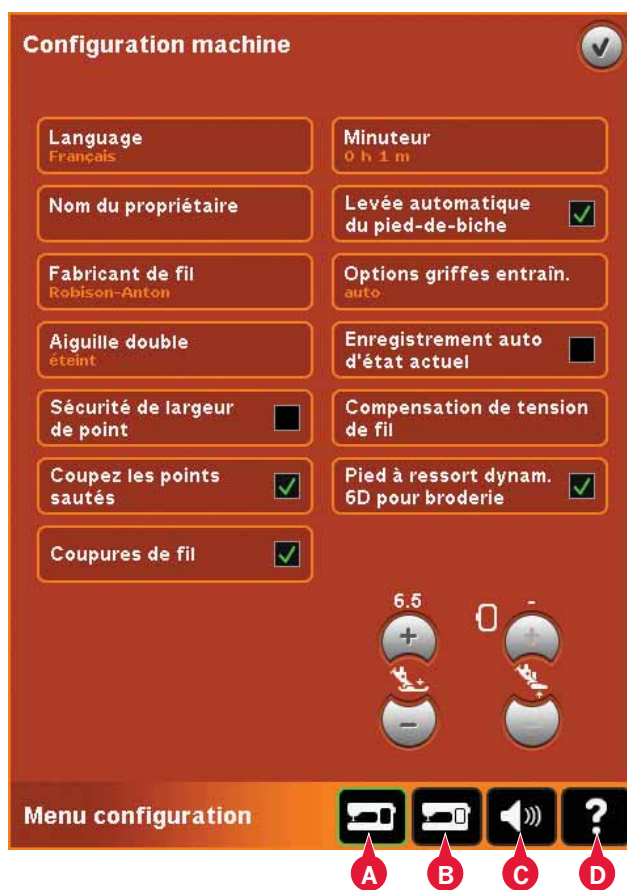 Configuration machine
Language
Français
Minuteur
0 h 1 m
Nom du propriétaire
Levée automatique
du pied-de-biche
Fabricant de fil
Robison-Anton
Options griffes entraîn.
auto
Aiguille double
éteint
Enregistrement auto
d'état actuel
Sécurité de largeur
de point
Compensation de tension
de fil
Coupez les points
sautés
Pied à ressort dynam.
6D pour broderie
Coupures de fil
6.5 -
+ +
- -
Menu configuration ?
A B C D